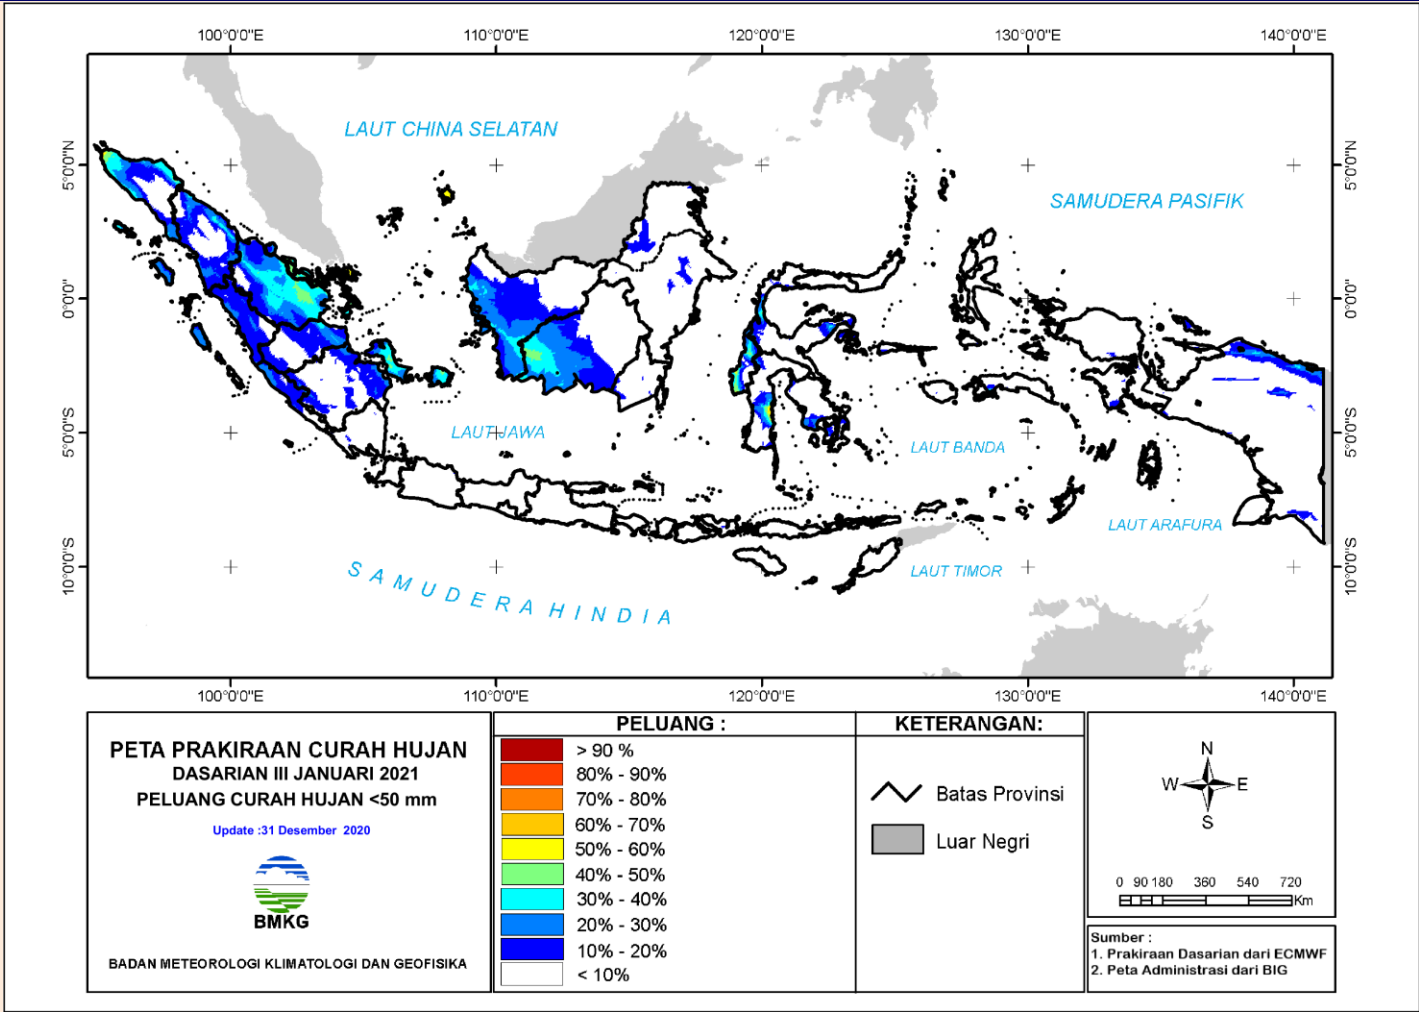 100°0'0"E 110°0'0"E 120°0'0"E 130°0'0"E 140°0'0"E
LAUT CHINA SELATAN
5°0'0"N 5°0'0"N
SAMUDERA PASIFIK
0°0'0" 0°0'0"
LAUT JAWA
5°0'0"S 5°0'0"S
LAUT BANDA
LAUT ARAFURA
10°0'0"S 10°0'0"S
LAUT TIMOR
SAMUDERA HINDIA
100°0'0"E 110°0'0"E 120°0'0"E 130°0'0"E 140°0'0"E
PETA PRAKIRAAN CURAH HUJAN
DASARIAN III JANUARI 2021
PELUANG CURAH HUJAN <50 mm
Update :31 Desember 2020
BMKG
BADAN METEOROLOGI KLIMATOLOGI DAN GEOFISIKA
PELUANG :
> 90 %
80% - 90%
70% - 80%
60% - 70%
50% - 60%
40% - 50%
30% - 40%
20% - 30%
10% - 20%
< 10%
KETERANGAN:
Batas Provinsi
Luar Negri
N
W E
S
0 90 180 360 540 720
Km
Sumber :
1. Prakiraan Dasarian dari ECMWF
2. Peta Administrasi dari BIG